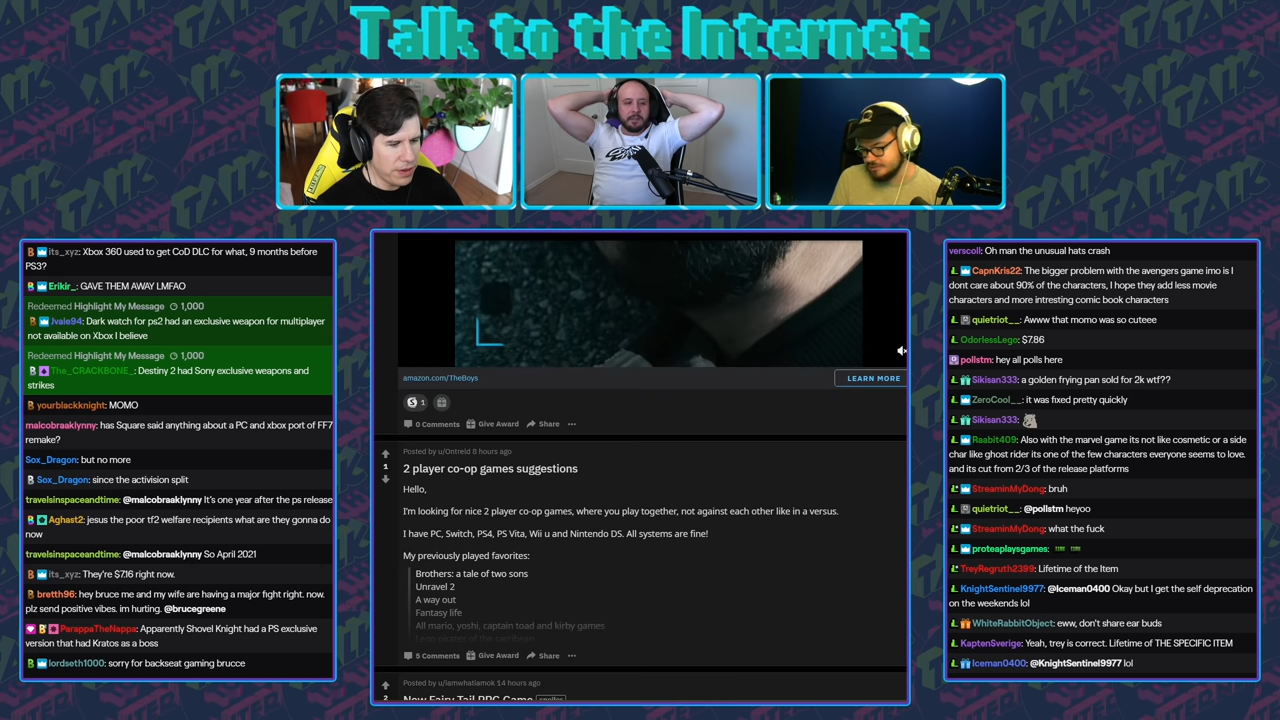 Talk to the Internet
its_xyz: Xbox 360 used to get CoD DLC for what, 9 months before
PS3?
Erikir_: GAVE THEM AWAY LMFAO
Redeemed Highlight My Message 1,000
Jvale94: Dark watch for ps2 had an exclusive weapon for multiplayer
not available on Xbox I believe
Redeemed Highlight My Message 1,000
The_CRACKBONE_: Destiny 2 had Sony exclusive weapons and
strikes
yourblackknight: MOMO
malcobraaklynny: has Square said anything about a PC and xbox port of FF7
remake?
Sox_Dragon: but no more
Sox_Dragon: since the activision split
travelsinspaceandtime: @malcobraaklynny It's one year after the ps release
Aghast2: jesus the poor tf2 welfare recipients what are they gonna do
now
travelsinspaceandtime: @malcobraaklynny So April 2021
its_xyz: They're $7.16 right now.
bretth96: hey bruce me and my wife are having a major fight right. now.
plz send positive vibes. im hurting. @brucegreene
ParappaTheNappa: Apparently Shovel Knight had a PS exclusive
version that had Kratos as a boss
lordseth1000: sorry for backseat gaming brucce
amazon.com/TheBoys
LEARN MORE
S 1
0 Comments Give Award Share
Posted by u/Ontreld 8 hours ago
1
2 player co-op games suggestions
Hello,
I'm looking for nice 2 player co-op games, where you play together, not against each other like in a versus.
I have PC, Switch, PS4, PS Vita, Wii u and Nintendo DS. All systems are fine!
My previously played favorites:
Brothers: a tale of two sons
Unravel 2
A way out
Fantasy life
All mario, yoshi, captain toad and kirby games
Lego pirates of the carribean
5 Comments Give Award Share
Posted by u/iamwhatiamok 14 hours ago
2
New Fairy Tail RPG Game spoiler
verscoll: Oh man the unusual hats crash
CapnKris22: The bigger problem with the avengers game imo is I
dont care about 90% of the characters, I hope they add less movie
characters and more intresting comic book characters
quietriot__: Awww that momo was so cuteee
OdorlessLego: $7.86
pollstm: hey all polls here
Sikisan333: a golden frying pan sold for 2k wtf??
ZeroCool__: it was fixed pretty quickly
Sikisan333:
Raabit409: Also with the marvel game its not like cosmetic or a side
char like ghost rider its one of the few characters everyone seems to love.
and its cut from 2/3 of the release platforms
StreaminMyDong: bruh
quietriot__: @pollstm heyoo
StreaminMyDong: what the fuck
proteaplaysgames:
TreyRegruth2399: Lifetime of the Item
KnightSentinel9977: @Iceman0400 Okay but I get the self deprecation
on the weekends lol
WhiteRabbitObject: eww, don't share ear buds
KaptenSverige: Yeah, trey is correct. Lifetime of THE SPECIFIC ITEM
Iceman0400: @KnightSentinel9977 lol